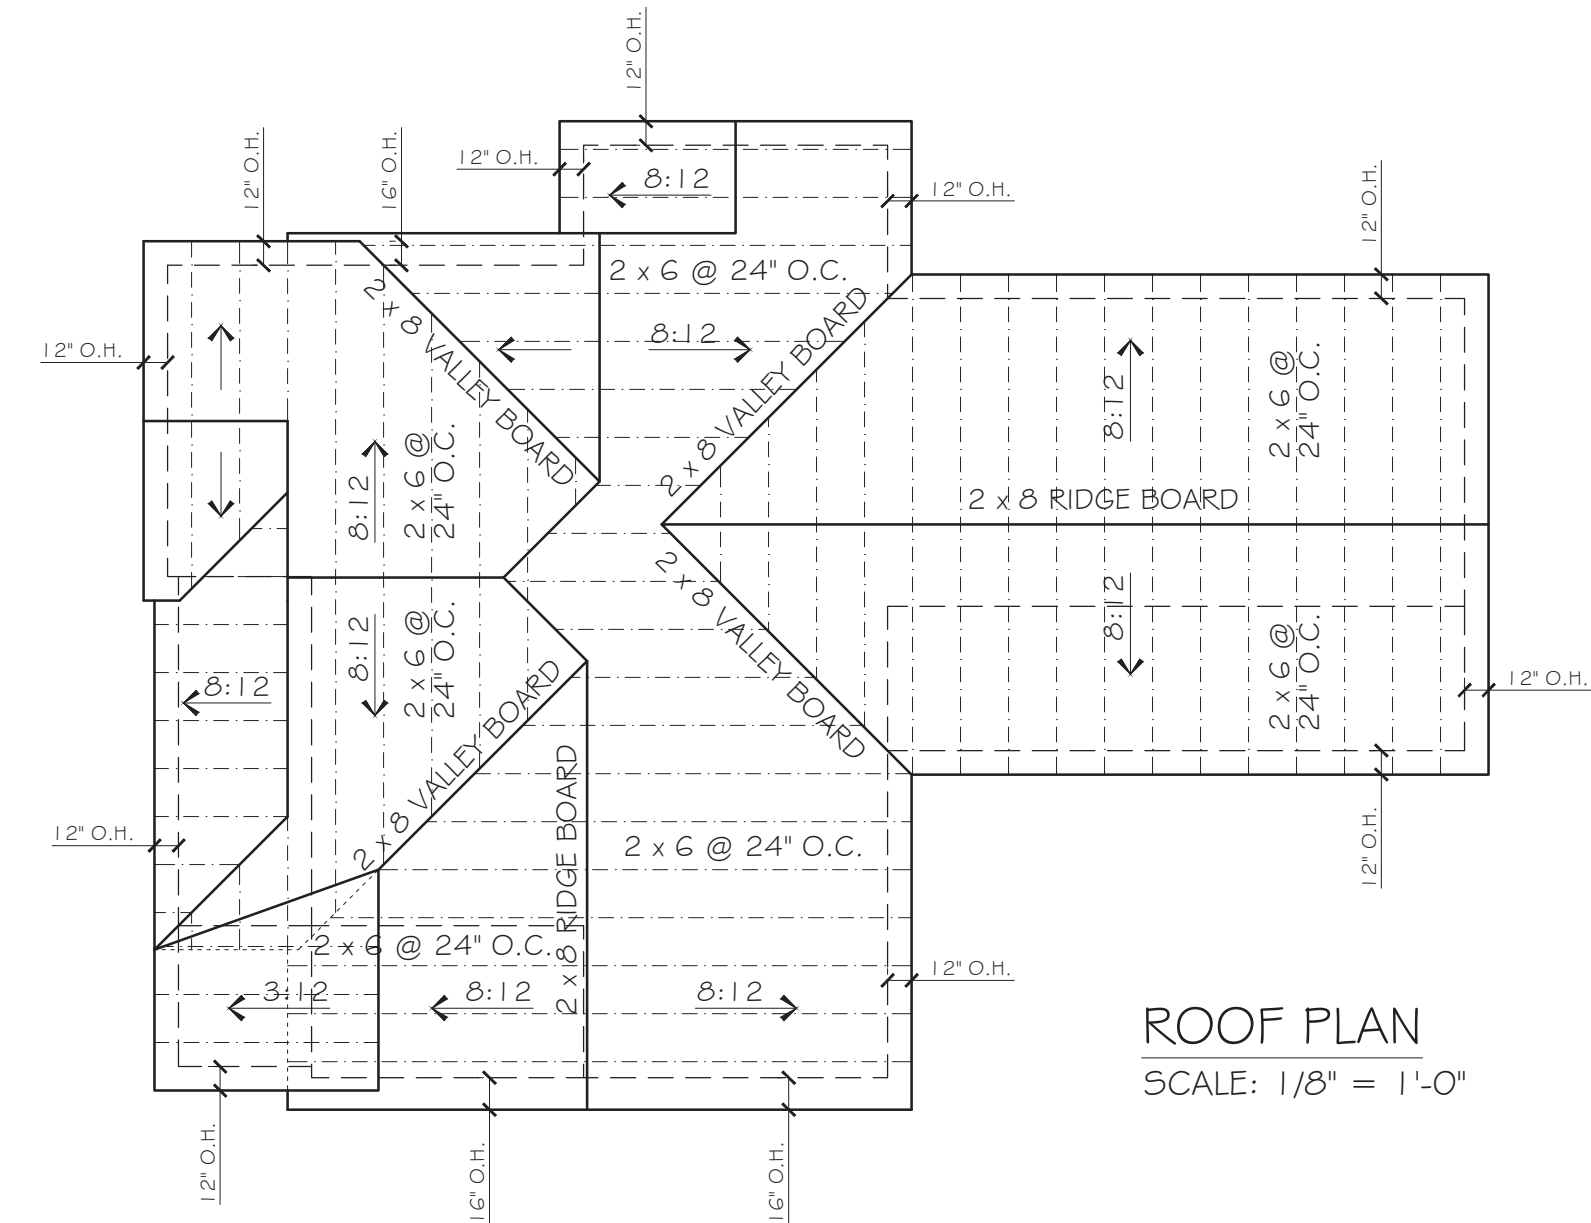 12" O.H.
12" O.H.
16" O.H.
12" O.H.
8:12
12" O.H.
12" O.H.
2 x 6 @ 24" O.C.
2 x 8 VALLEY BOARD
8:12
8:12
2 x 8 VALLEY BOARD
12" O.H.
8:12
2 x 6 @
24" O.C.
8:12
2 x 6 @
24" O.C.
2 x 8 RIDGE BOARD
8:12
2 x 6 @
24" O.C.
2 x 8 VALLEY BOARD
2 x 8 VALLEY BOARD
8:12
2 x 6 @
24" O.C.
8:12
12" O.H.
12" O.H.
2 x 8 RIDGE BOARD
2 x 6 @ 24" O.C.
12" O.H.
2 x 6 @ 24" O.C.
12" O.H.
3:12
8:12
8:12
12" O.H.
16" O.H.
16" O.H.
ROOF PLAN
SCALE: 1/8" = 1'-0"